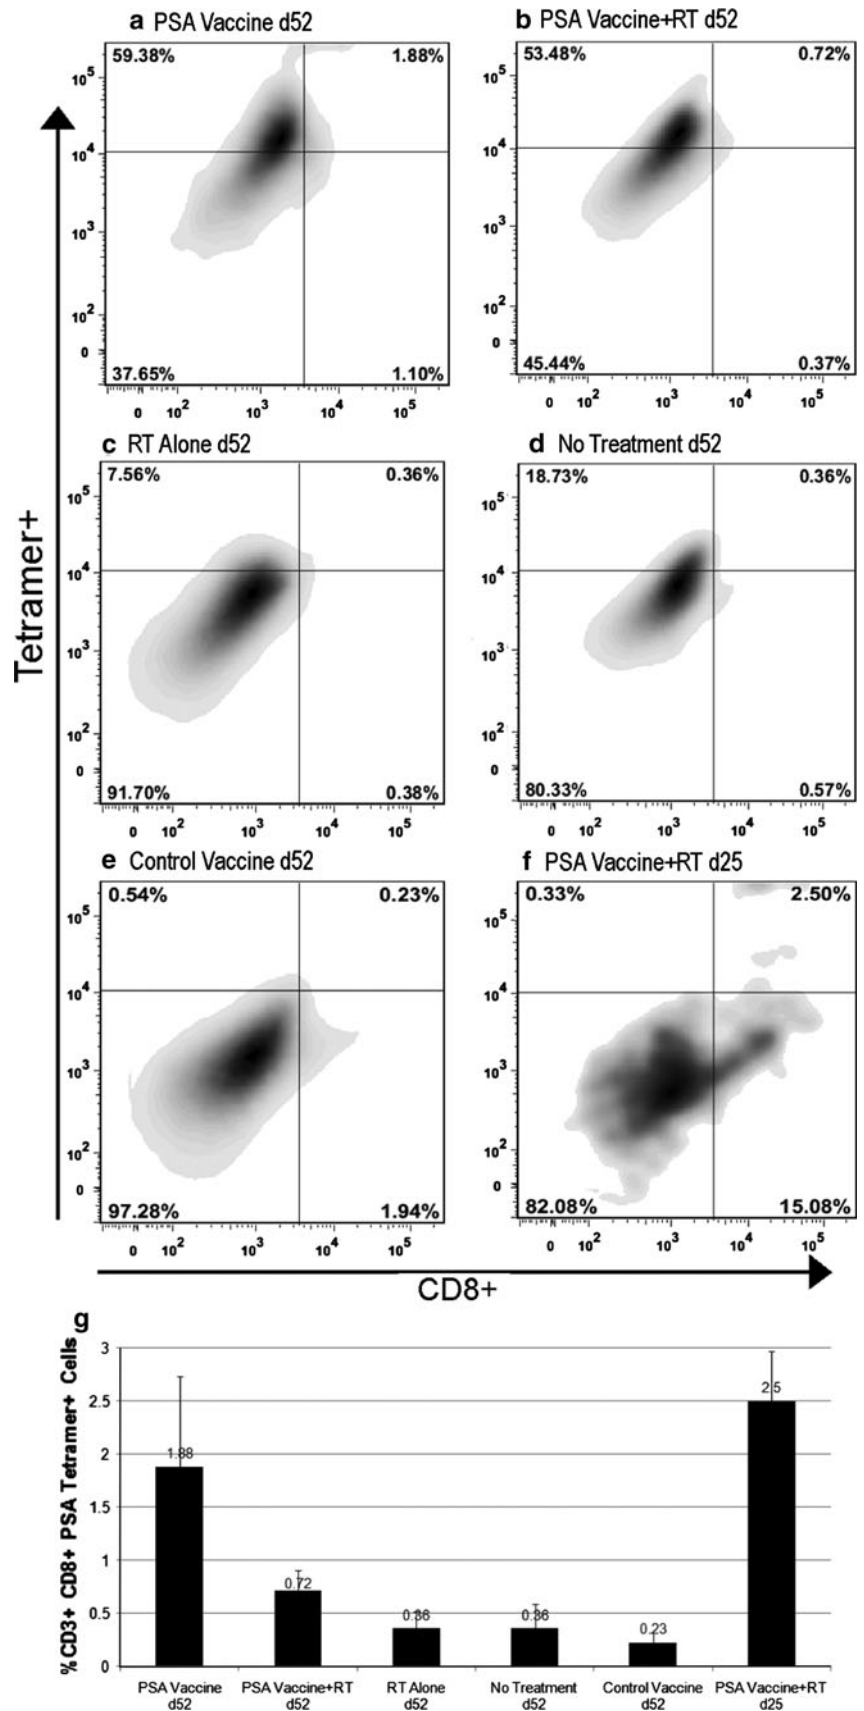 a PSA Vaccine d52
59.38% 1.88%
10^5
10^4
10^3
10^2
0
37.65% 1.10%
0 10^2 10^3 10^4 10^5
b PSA Vaccine+RT d52
53.48% 0.72%
10^5
10^4
10^3
10^2
0
45.44% 0.37%
0 10^2 10^3 10^4 10^5
c RT Alone d52
7.56% 0.36%
10^5
10^4
10^3
10^2
0
91.70% 0.38%
0 10^2 10^3 10^4 10^5
d No Treatment d52
18.73% 0.36%
10^5
10^4
10^3
10^2
0
80.33% 0.57%
0 10^2 10^3 10^4 10^5
e Control Vaccine d52
0.54% 0.23%
10^5
10^4
10^3
10^2
0
97.28% 1.94%
0 10^2 10^3 10^4 10^5
f PSA Vaccine+RT d25
0.33% 2.50%
10^5
10^4
10^3
10^2
0
82.08% 15.08%
0 10^2 10^3 10^4 10^5
Tetramer+
CD8+
g
%CD3+ CD8+ PSA Tetramer+ Cells
3
2.5
2
1.5
1
0.5
0
1.88
0.72
0.36
0.36
0.23
2.5
PSA Vaccine
d52
PSA Vaccine+RT
d52
RT Alone
d52
No Treatment
d52
Control Vaccine
d52
PSA Vaccine+RT
d25